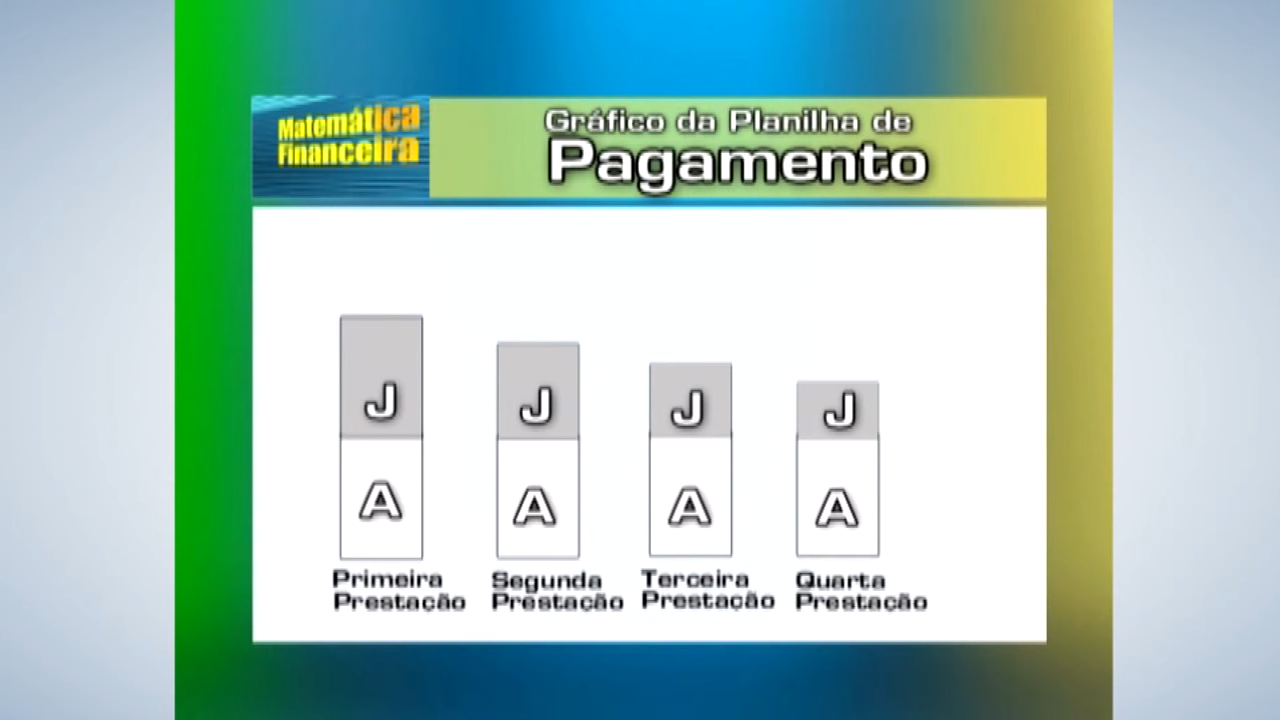 Matemática
Financeira
Gráfico da Planilha de
Pagamento
J
J
J
J
A
A
A
A
Primeira
Prestação
Segunda
Prestação
Terceira
Prestação
Quarta
Prestação